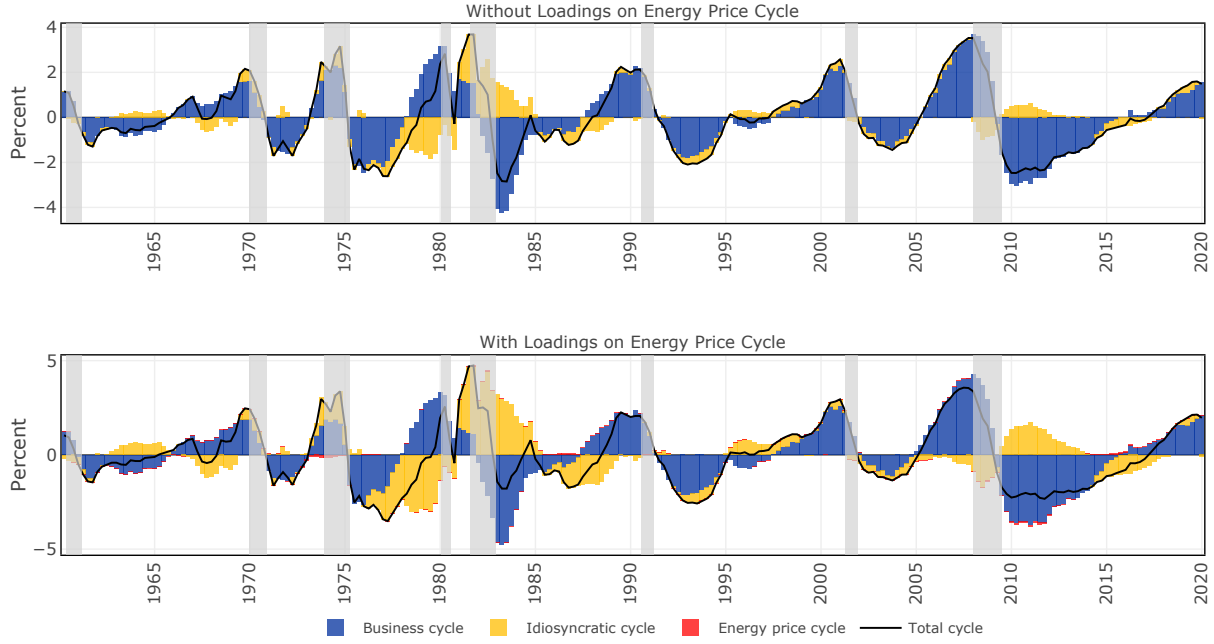 Without Loadings on Energy Price Cycle
Percent
4
2
0
−2
−4
1965 1970 1975 1980 1985 1990 1995 2000 2005 2010 2015 2020
With Loadings on Energy Price Cycle
Percent
5
0
−5
1965 1970 1975 1980 1985 1990 1995 2000 2005 2010 2015 2020
Business cycle Idiosyncratic cycle Energy price cycle Total cycle